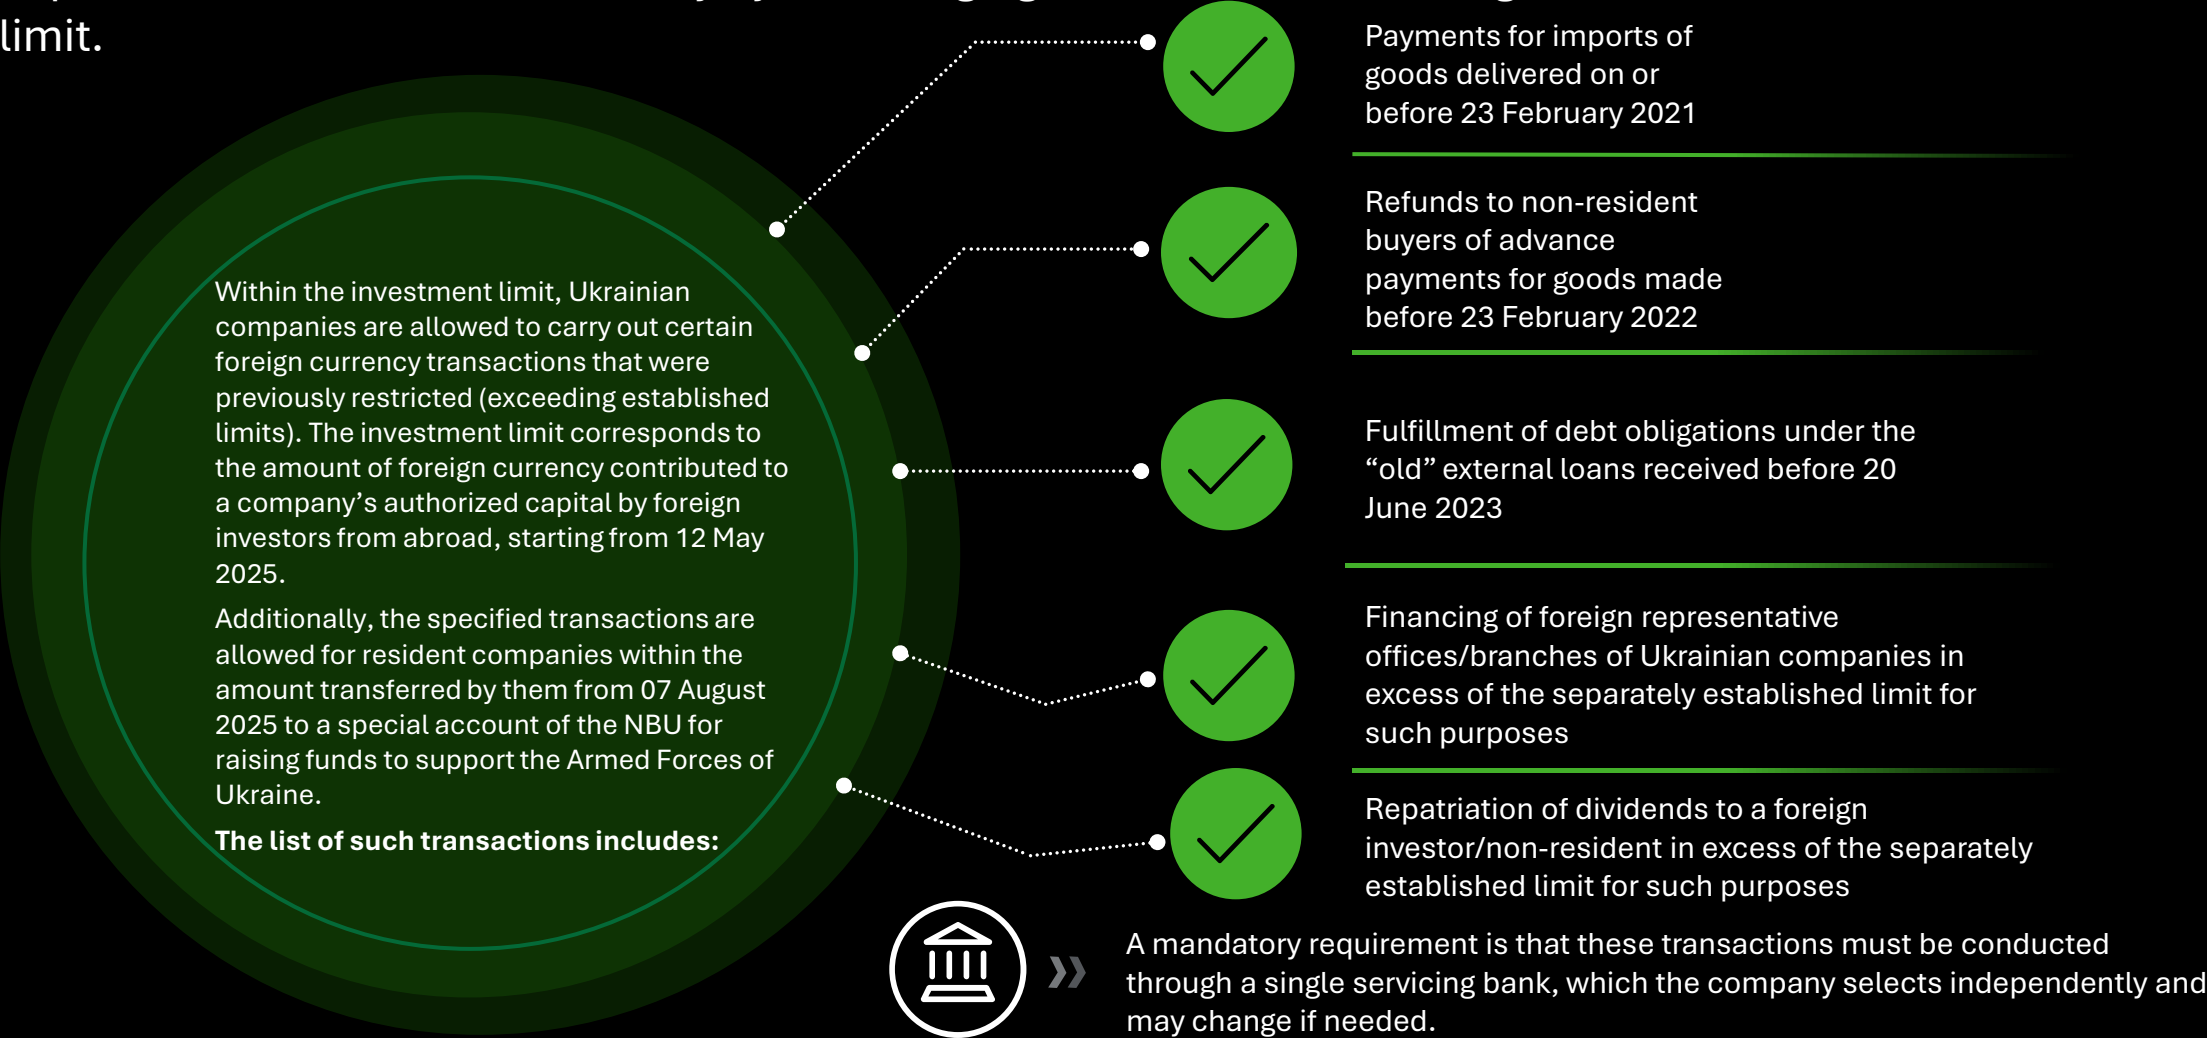 limit.
Within the investment limit, Ukrainian
companies are allowed to carry out certain
foreign currency transactions that were
previously restricted (exceeding established
limits). The investment limit corresponds to
the amount of foreign currency contributed to
a company’s authorized capital by foreign
investors from abroad, starting from 12 May
2025.
Additionally, the specified transactions are
allowed for resident companies within the
amount transferred by them from 07 August
2025 to a special account of the NBU for
raising funds to support the Armed Forces of
Ukraine.
The list of such transactions includes:
Payments for imports of
goods delivered on or
before 23 February 2021
Refunds to non-resident
buyers of advance
payments for goods made
before 23 February 2022
Fulfillment of debt obligations under the
“old” external loans received before 20
June 2023
Financing of foreign representative
offices/branches of Ukrainian companies in
excess of the separately established limit for
such purposes
Repatriation of dividends to a foreign
investor/non-resident in excess of the separately
established limit for such purposes
A mandatory requirement is that these transactions must be conducted
through a single servicing bank, which the company selects independently and
may change if needed.